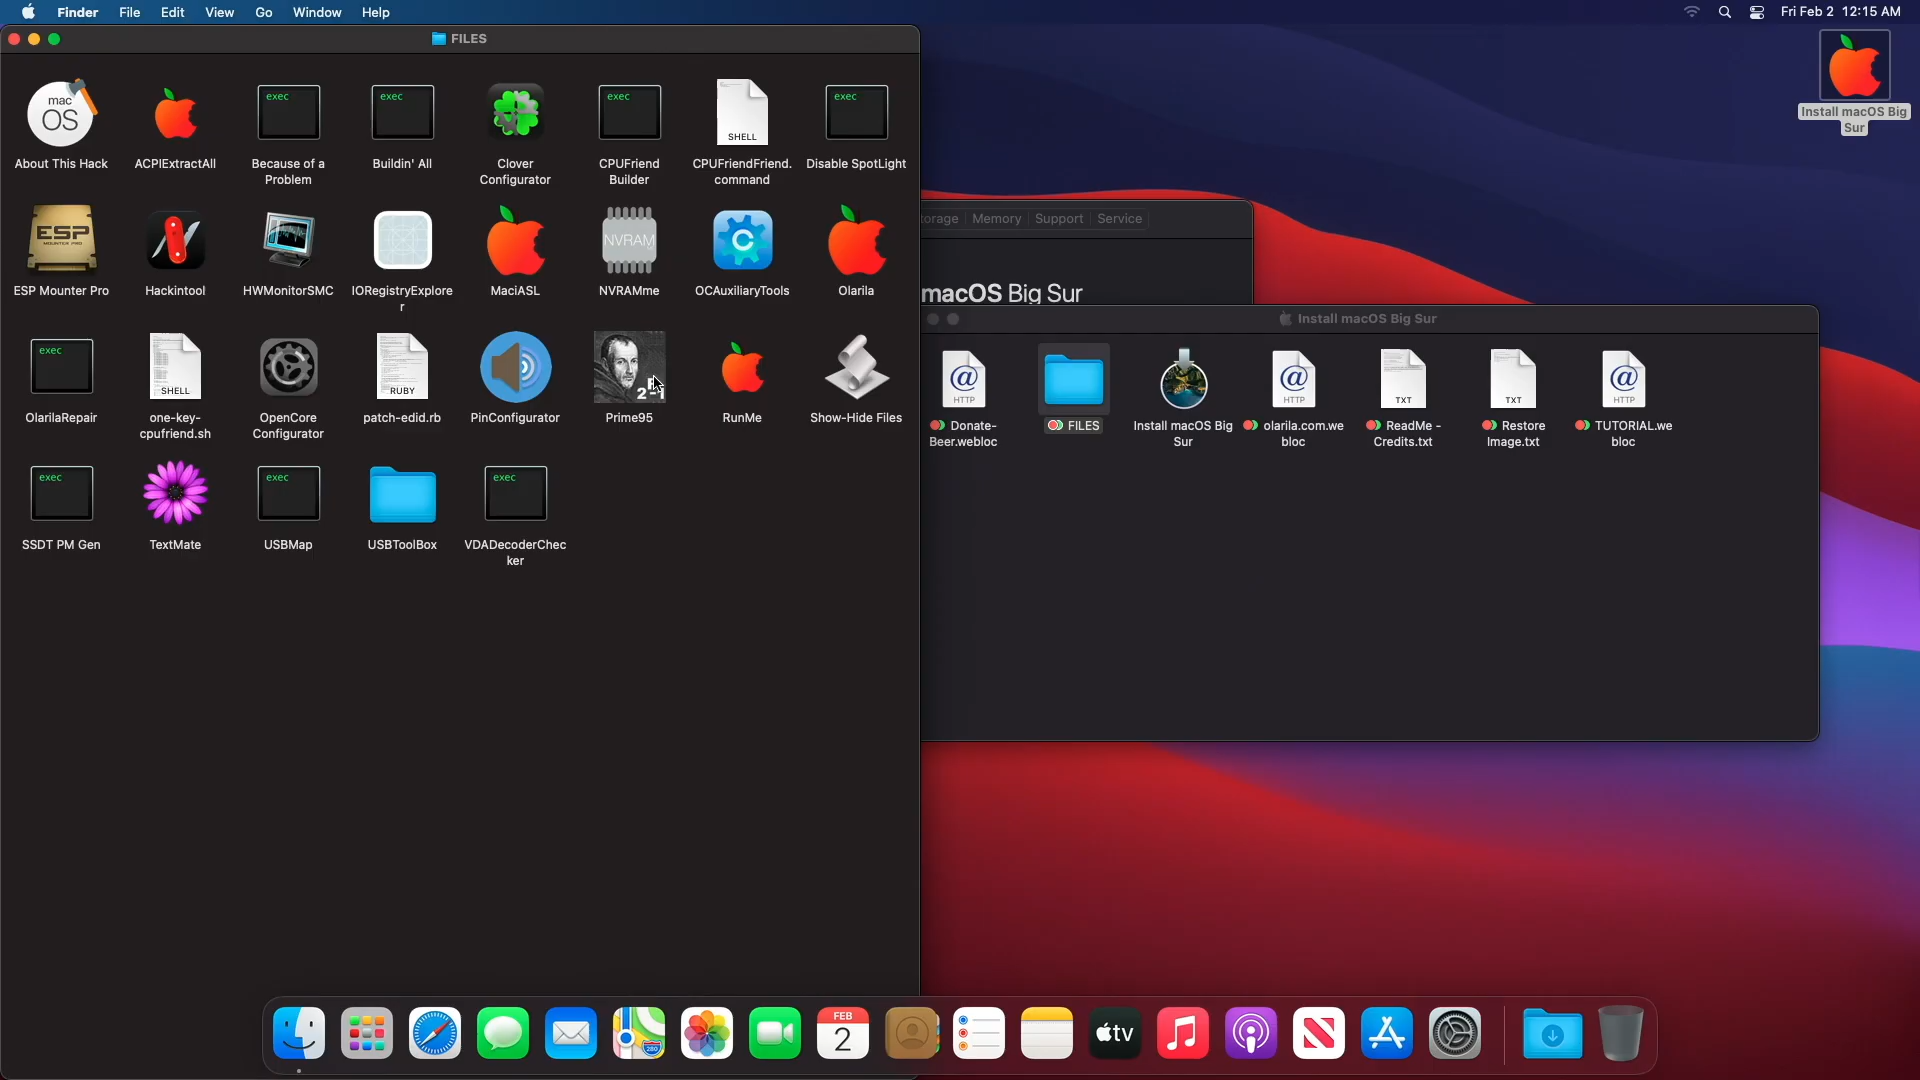 Finder File Edit View Go Window Help
Fri Feb 2 12:15 AM
FILES
mac
OS
exec
exec
exec
SHELL
exec
About This Hack
ACPIExtractAll
Because of a
Problem
Buildin' All
Clover
Configurator
CPUFriend
Builder
CPUFriendFriend.
command
Disable SpotLight
ESP
MOUNTER PRO
NVRAM
C
ESP Mounter Pro
Hackintool
HWMonitorSMC
IORegistryExplore
r
MaciASL
NVRAMme
OCAuxiliaryTools
Olarila
exec
SHELL
RUBY
2
-1
OlarilaRepair
one-key-
cpufriend.sh
OpenCore
Configurator
patch-edid.rb
PinConfigurator
Prime95
RunMe
Show-Hide Files
exec
exec
exec
SSDT PM Gen
TextMate
USBMap
USBToolBox
VDADecoderChec
ker
Install macOS Big
Sur
orage
Memory
Support
Service
macOS Big Sur
Install macOS Big Sur
@
HTTP
@
HTTP
TXT
TXT
@
HTTP
Donate-
Beer.webloc
FILES
Install macOS Big
Sur
olarila.com.we
bloc
ReadMe -
Credits.txt
Restore
Image.txt
TUTORIAL.we
bloc
280
FEB
2
tv